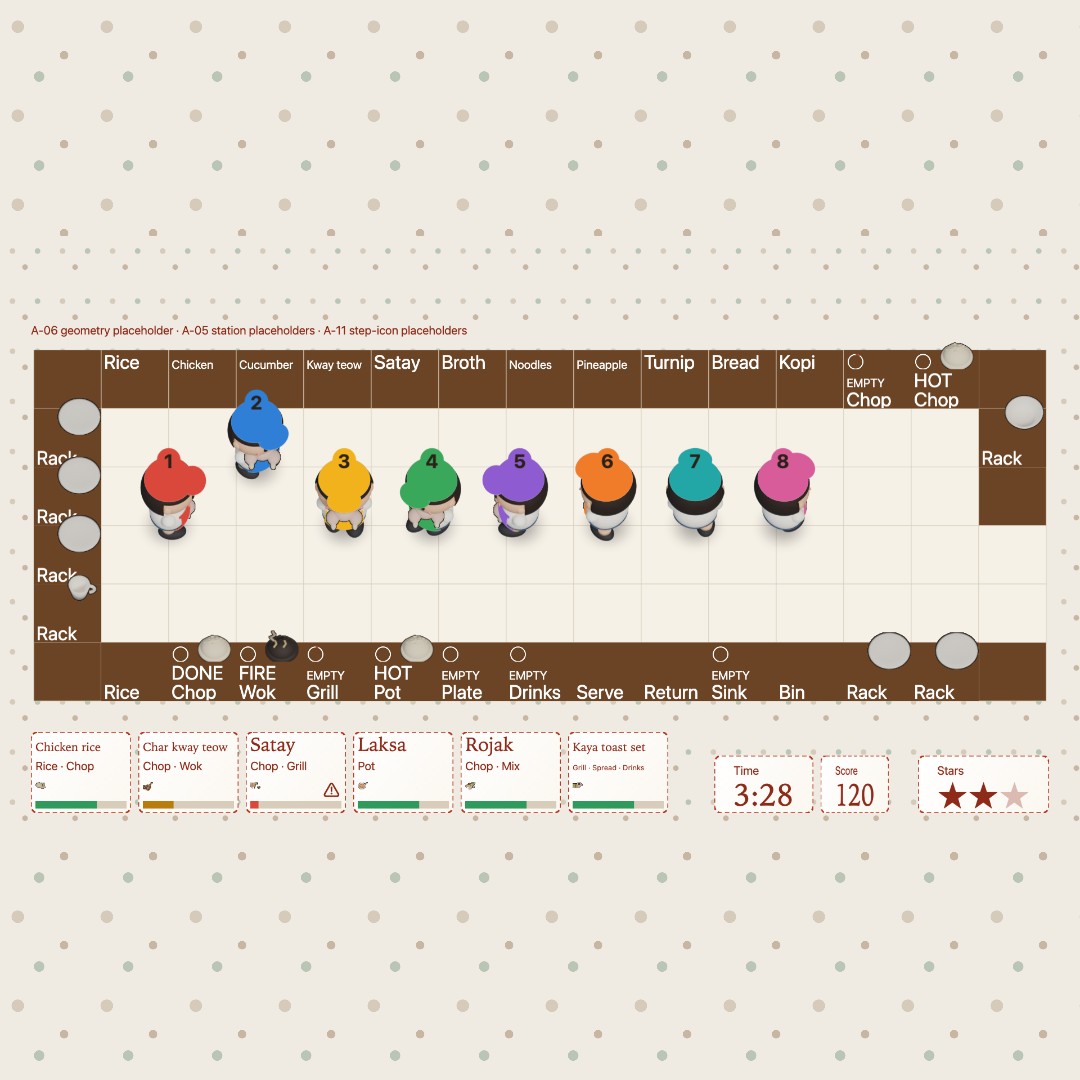 A-06 geometry placeholder · A-05 station placeholders · A-11 step-icon placeholders
Rice
Chicken
Cucumber
Kway teow
Satay
Broth
Noodles
Pineapple
Turnip
Bread
Kopi
EMPTY
Chop
HOT
Chop
Rack
Rack
Rack
Rack
Rack
1
2
3
4
5
6
7
8
Rice
DONE
Chop
FIRE
Wok
EMPTY
Grill
HOT
Pot
EMPTY
Plate
EMPTY
Drinks
Serve
Return
EMPTY
Sink
Bin
Rack
Rack
Chicken rice
Rice · Chop
Char kway teow
Chop · Wok
Satay
Chop · Grill
Laksa
Pot
Rojak
Chop · Mix
Kaya toast set
Grill · Spread · Drinks
Time
3:28
Score
120
Stars